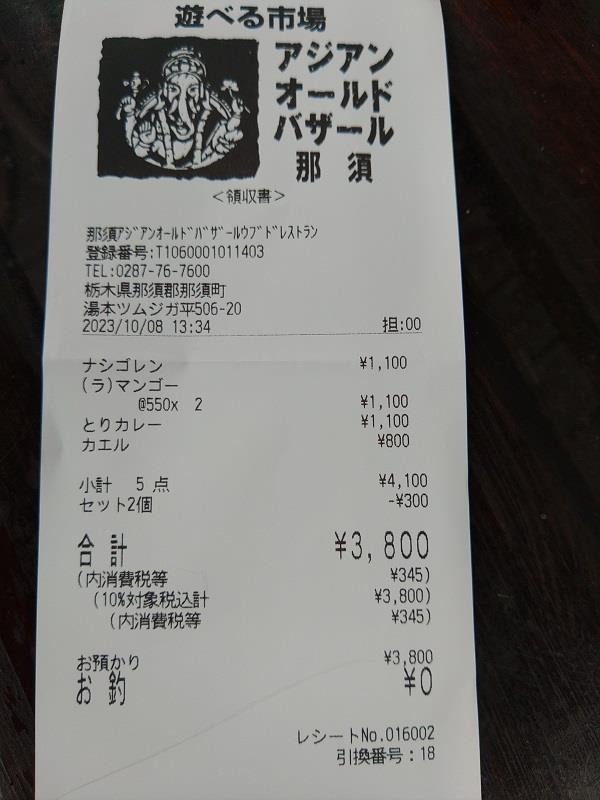 遊べる市場
アジアン
オールド
バザール
那須
＜領収書＞
那須ｱｼﾞｱﾝｵｰﾙﾄﾞﾊﾞｻﾞｰﾙｳﾌﾞﾄﾞﾚｽﾄﾗﾝ
登録番号:T1060001011403
TEL:0287-76-7600
栃木県那須郡那須町
湯本ツムジガ平506-20
2023/10/08 13:34 担:00
ナシゴレン ¥1,100
(ラ)マンゴー
@550x 2 ¥1,100
とりカレー ¥1,100
カエル ¥800
小計 5 点 ¥4,100
セット2個 -¥300
合計 ¥3,800
(内消費税等 ¥345)
(10%対象税込計 ¥3,800)
(内消費税等 ¥345)
お預かり ¥3,800
お釣 ¥0
レシートNo.016002
引換番号:18